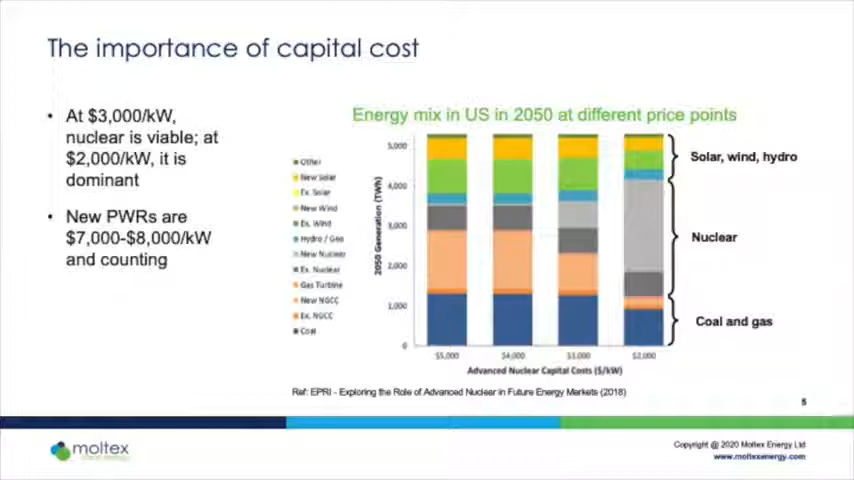 The importance of capital cost
• At $3,000/kW,
nuclear is viable; at
$2,000/kW, it is
dominant
• New PWRs are
$7,000-$8,000/kW
and counting
Energy mix in US in 2050 at different price points
Other
New Solar
Ex. Solar
New Wind
Ex. Wind
Hydro / Geo
New Nuclear
Ex. Nuclear
Gas Turbine
New NGCC
Ex. NGCC
Coal
2050 Generation (TWh)
5,000
4,000
3,000
2,000
1,000
0
$5,000
$4,000
$3,000
$2,000
Advanced Nuclear Capital Costs ($/kW)
Solar, wind, hydro
Nuclear
Coal and gas
Ref: EPRI - Exploring the Role of Advanced Nuclear in Future Energy Markets (2018)
5
moltex
Copyright @ 2020 Moltex Energy Ltd
www.moltexenergy.com